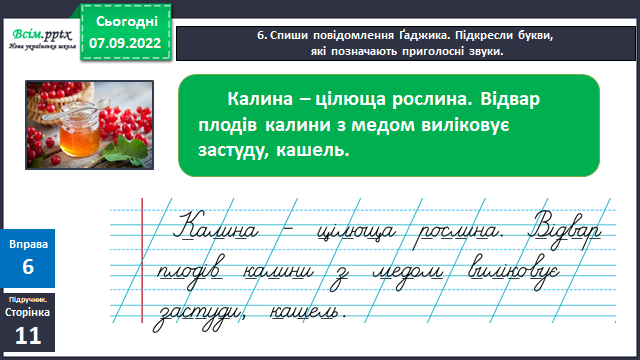 Всім.pptx
Нова українська школа
Сьогодні
07.09.2022
6. Спиши повідомлення Ґаджика. Підкресли букви,
які позначають приголосні звуки.
Калина – цілюща рослина. Відвар
плодів калини з медом виліковує
застуду, кашель.
Калина – цілюща рослина. Відвар
плодів калини з медом виліковує
застуди, кашель.
Вправа
6
Підручник.
Сторінка
11